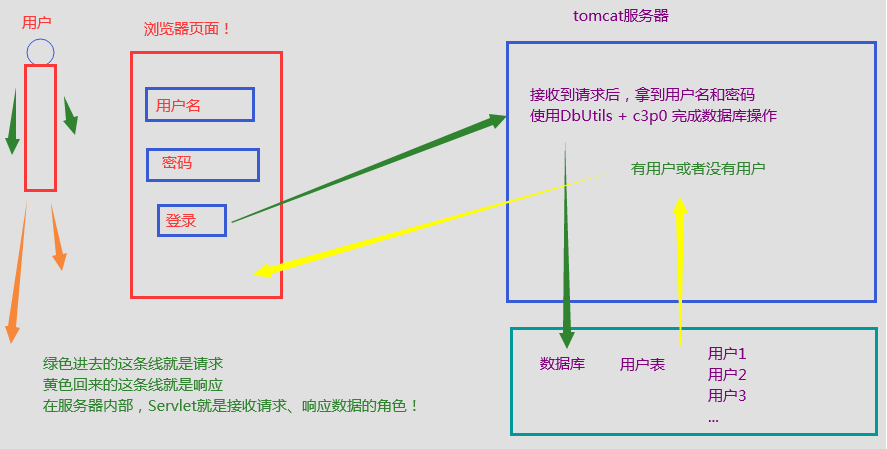 用户
浏览器页面！
tomcat服务器
用户名
密码
登录
接收到请求后，拿到用户名和密码
使用DbUtils + c3p0 完成数据库操作
有用户或者没有用户
数据库
用户表
用户1
用户2
用户3
...
绿色进去的这条线就是请求
黄色回来的这条线就是响应
在服务器内部，Servlet就是接收请求、响应数据的角色！